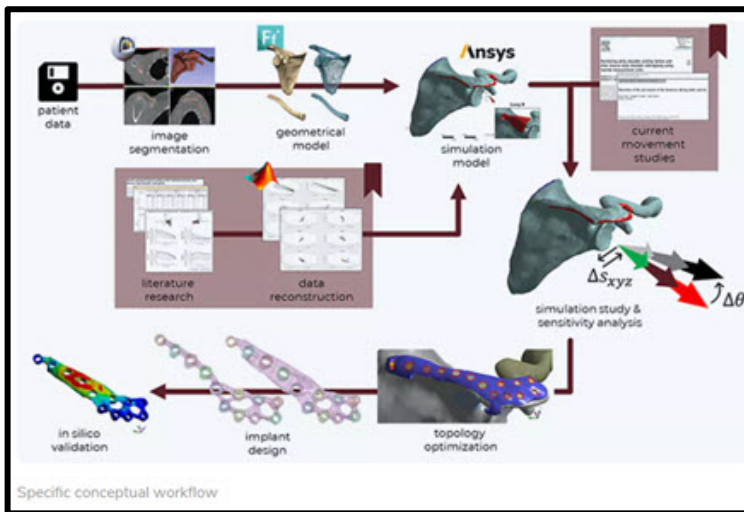 Ft
Ansys
patient
data
image
segmentation
geometrical
model
simulation
model
current
movement
studies
literature
research
data
reconstruction
Δs_xyz
Δθ
simulation study &
sensitivity analysis
in silico
validation
implant
design
topology
optimization
Specific conceptual workflow